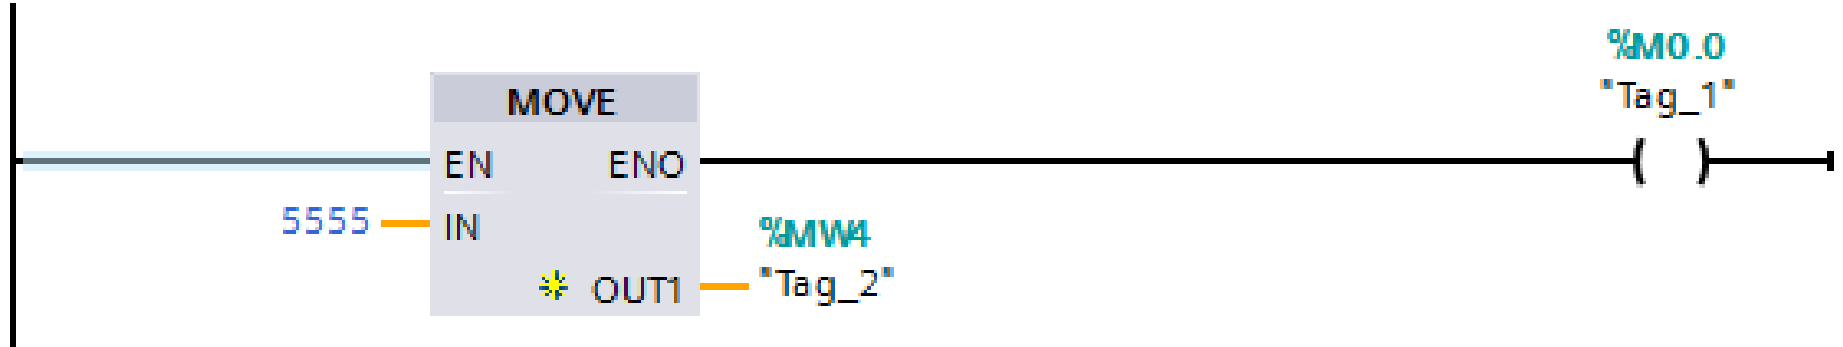 %M0.0
"Tag_1"
MOVE
EN ENO
5555 IN
%MW4
OUT1 "Tag_2"